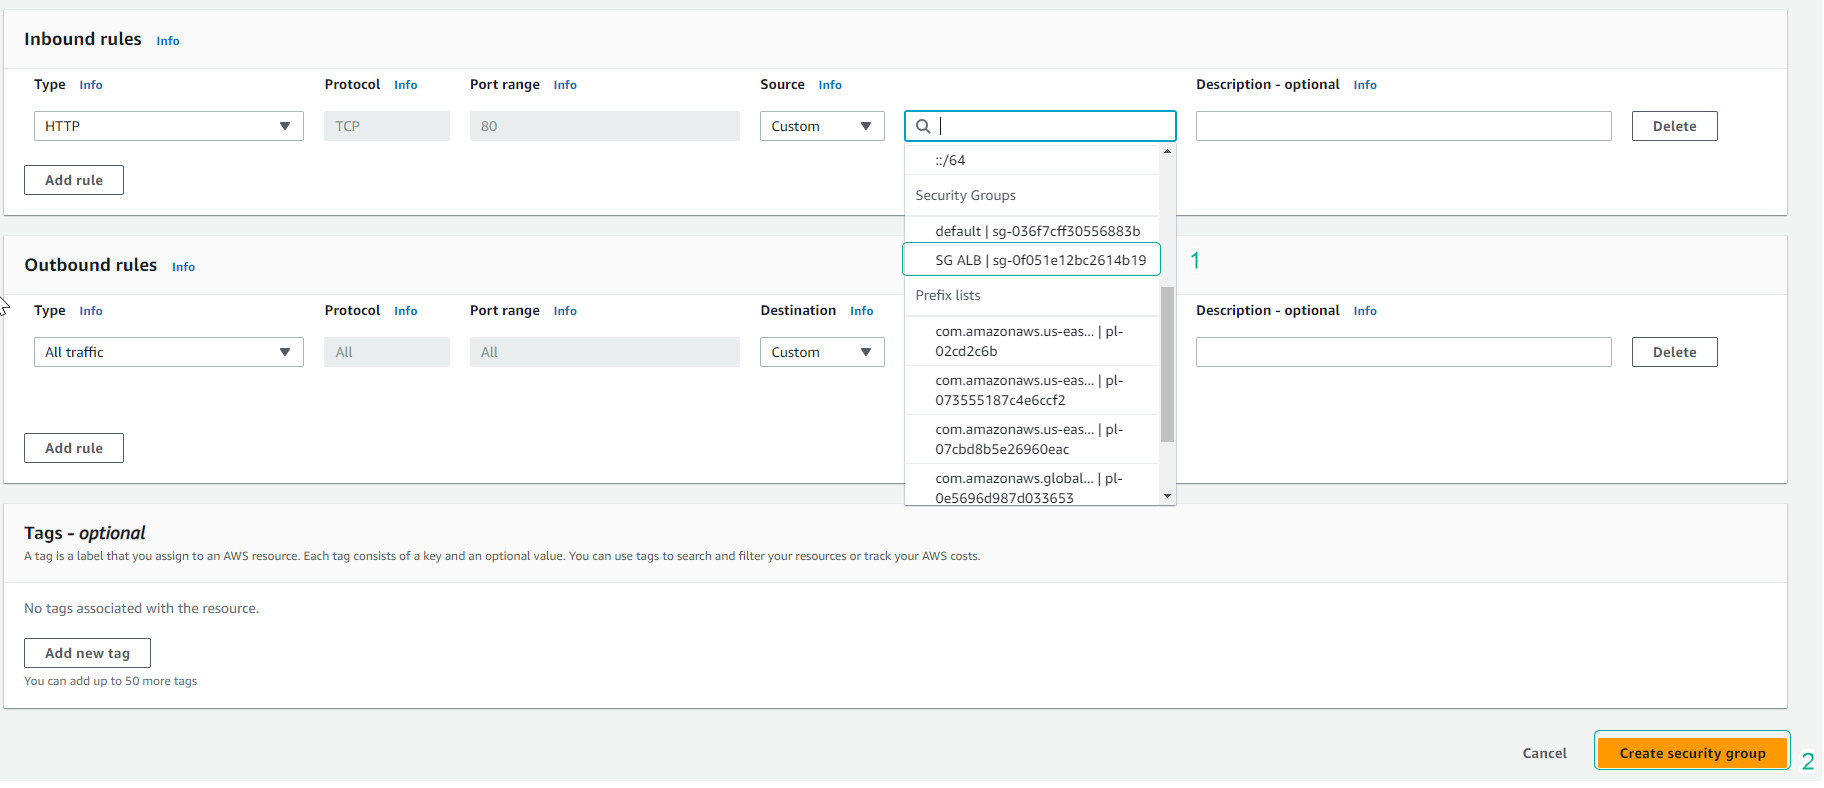 Inbound rules Info
Type Info Protocol Info Port range Info Source Info Description - optional Info
HTTP TCP 80 Custom Delete
::/64
Add rule
Security Groups
default | sg-036f7cff30556883b
SG ALB | sg-0f051e12bc2614b19
1
Prefix lists
com.amazonaws.us-eas... | pl-
02cd2c6b
com.amazonaws.us-eas... | pl-
073555187c4e6ccf2
com.amazonaws.us-eas... | pl-
07cbd8b5e26960eac
com.amazonaws.global... | pl-
0e5696d987d033653
Outbound rules Info
Type Info Protocol Info Port range Info Destination Info Description - optional Info
All traffic All All Custom Delete
Add rule
Tags - optional
A tag is a label that you assign to an AWS resource. Each tag consists of a key and an optional value. You can use tags to search and filter your resources or track your AWS costs.
No tags associated with the resource.
Add new tag
You can add up to 50 more tags
Cancel Create security group 2